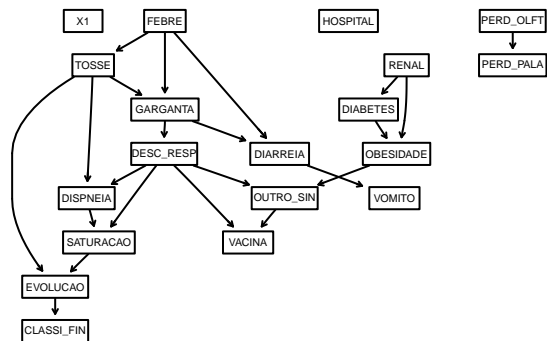 X1 FEBRE HOSPITAL PERD_OLFT
TOSSE RENAL PERD_PALA
GARGANTA DIABETES
DESC_RESP DIARREIA OBESIDADE
DISPNEIA OUTRO_SIN VOMITO
SATURACAO VACINA
EVOLUCAO
CLASSI_FIN